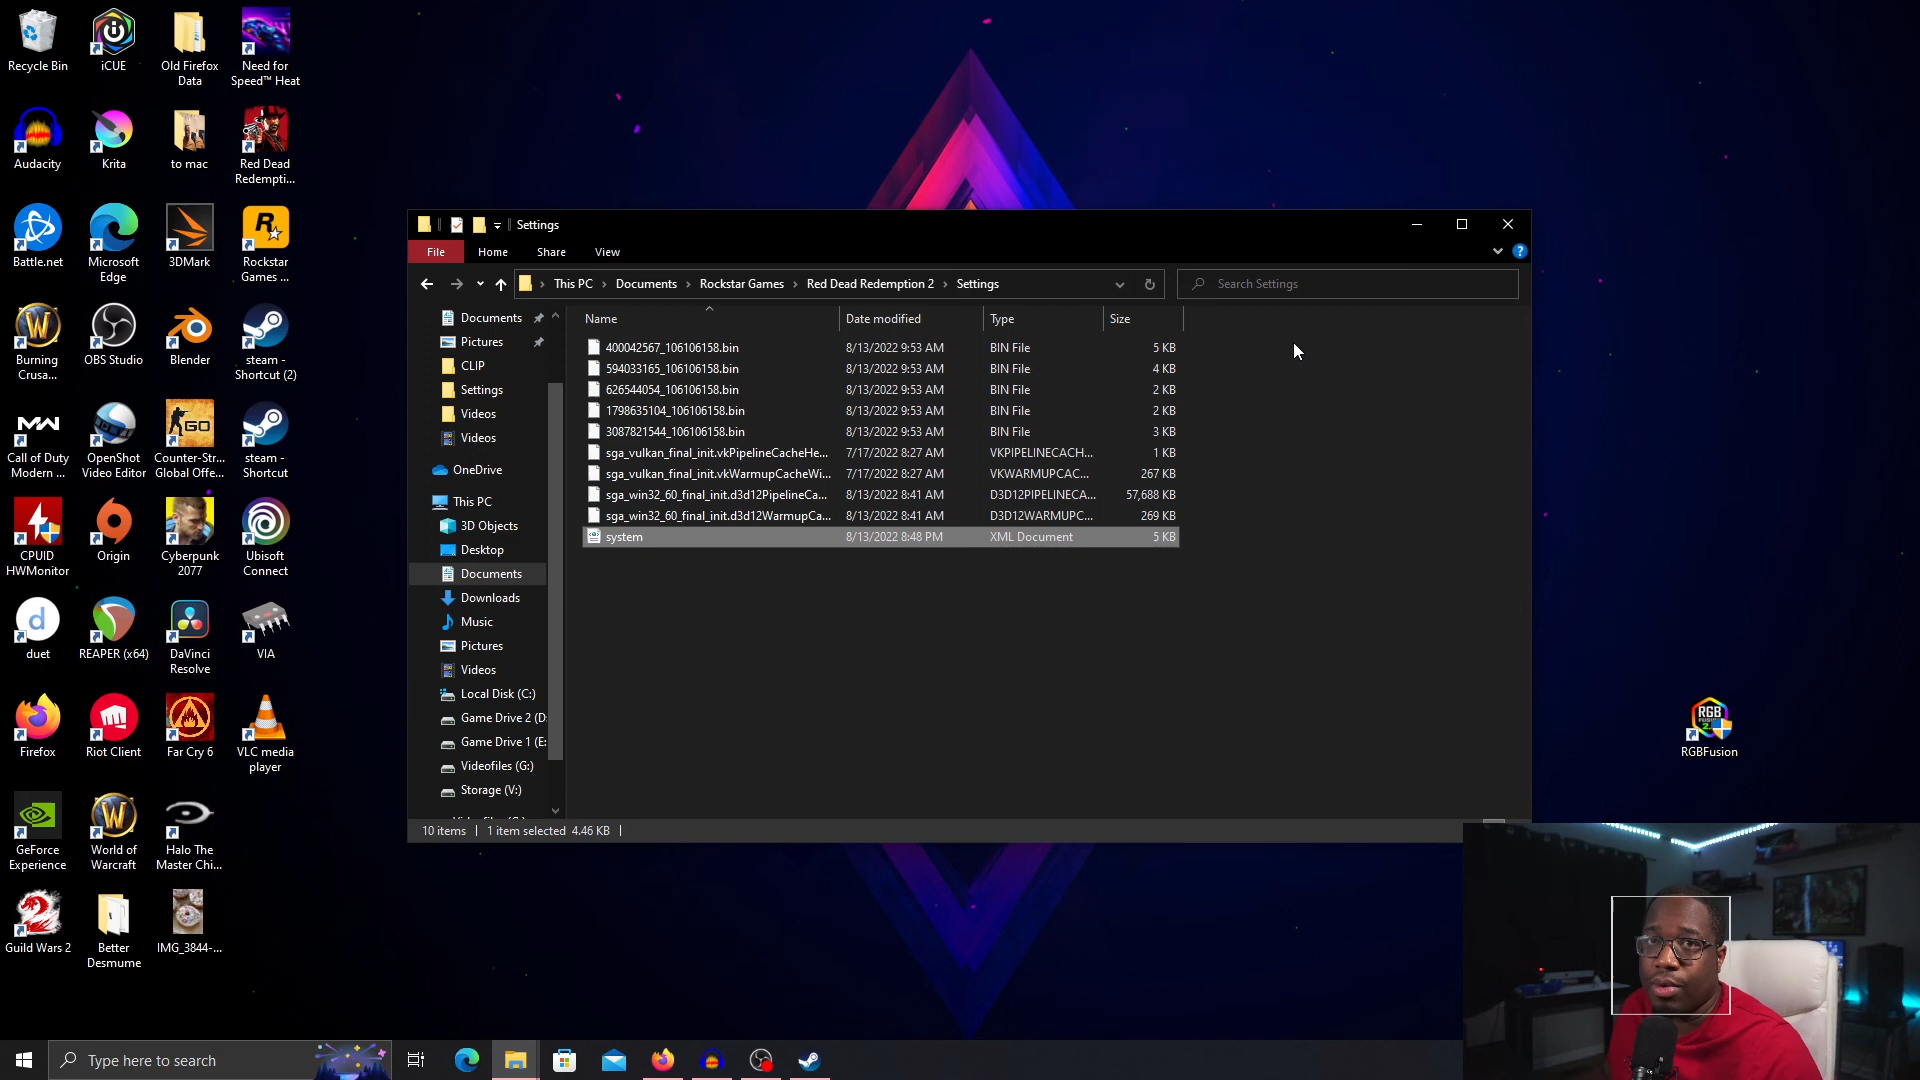 Recycle Bin
iCUE
Old Firefox
Data
Need for
Speed™ Heat
Audacity
Krita
to mac
Red Dead
Redempti...
Battle.net
Microsoft
Edge
3DMark
Rockstar
Games ...
Burning
Crusa...
OBS Studio
Blender
steam -
Shortcut (2)
Call of Duty
Modern ...
OpenShot
Video Editor
GO
Counter-Str...
Global Offe...
steam -
Shortcut
CPUID
HWMonitor
Origin
Cyberpunk
2077
Ubisoft
Connect
duet
REAPER (x64)
DaVinci
Resolve
VIA
Firefox
Riot Client
Far Cry 6
VLC media
player
GeForce
Experience
World of
Warcraft
Halo The
Master Chi...
Guild Wars 2
Better
Desmume
IMG_3844-...
Settings
File Home Share View
This PC › Documents › Rockstar Games › Red Dead Redemption 2 › Settings
Search Settings
Documents
Pictures
CLIP
Settings
Videos
Videos
OneDrive
This PC
3D Objects
Desktop
Documents
Downloads
Music
Pictures
Videos
Local Disk (C:)
Game Drive 2 (D:
Game Drive 1 (E:
Videofiles (G:)
Storage (V:)
Name Date modified Type Size
400042567_106106158.bin 8/13/2022 9:53 AM BIN File 5 KB
594033165_106106158.bin 8/13/2022 9:53 AM BIN File 4 KB
626544054_106106158.bin 8/13/2022 9:53 AM BIN File 2 KB
1798635104_106106158.bin 8/13/2022 9:53 AM BIN File 2 KB
3087821544_106106158.bin 8/13/2022 9:53 AM BIN File 3 KB
sga_vulkan_final_init.vkPipelineCacheHe... 7/17/2022 8:27 AM VKPIPELINECACH... 1 KB
sga_vulkan_final_init.vkWarmupCacheWi... 7/17/2022 8:27 AM VKWARMUPCAC... 267 KB
sga_win32_60_final_init.d3d12PipelineCa... 8/13/2022 8:41 AM D3D12PIPELINECA... 57,688 KB
sga_win32_60_final_init.d3d12WarmupCa... 8/13/2022 8:41 AM D3D12WARMUPC... 269 KB
system 8/13/2022 8:48 PM XML Document 5 KB
10 items 1 item selected 4.46 KB
RGB
RGBFusion
Type here to search